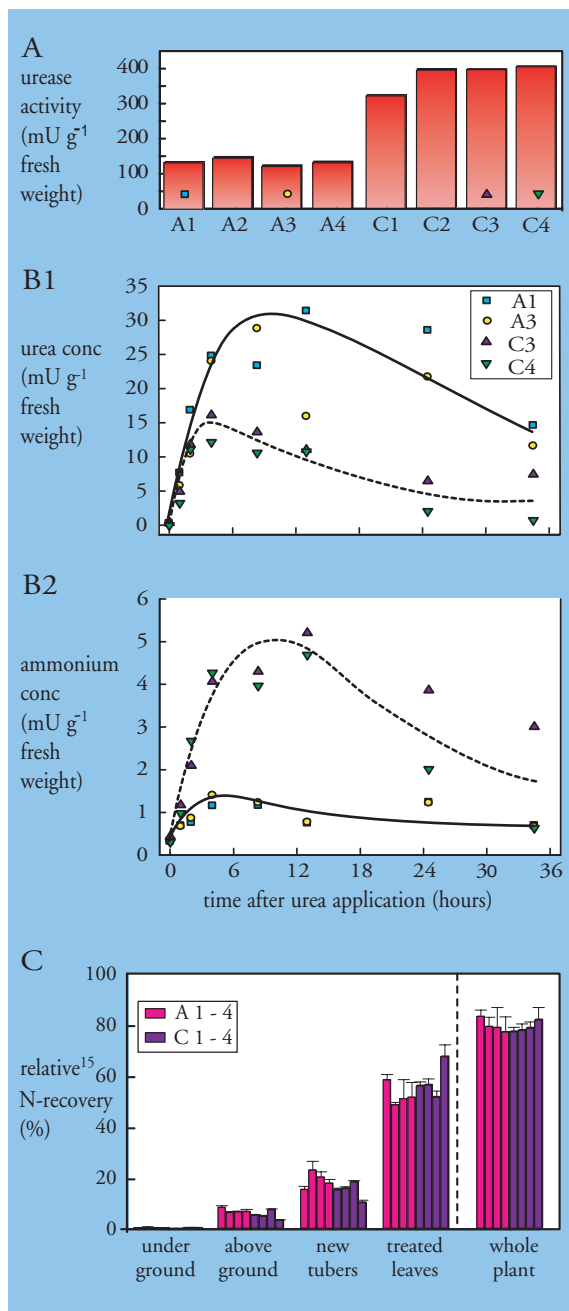 A
urease
activity
(mU g-1
fresh
weight)
400
300
200
100
0
A1 A2 A3 A4 C1 C2 C3 C4
B1
urea conc
(mU g-1
fresh
weight)
35
30
25
20
15
10
5
0
A1
A3
C3
C4
B2
ammonium
conc
(mU g-1
fresh
weight)
6
5
4
3
2
1
0
0 6 12 18 24 30 36
time after urea application (hours)
C
relative15
N-recovery
(%)
100
80
60
40
20
0
A 1 - 4
C 1 - 4
under ground
above ground
new tubers
treated leaves
whole plant